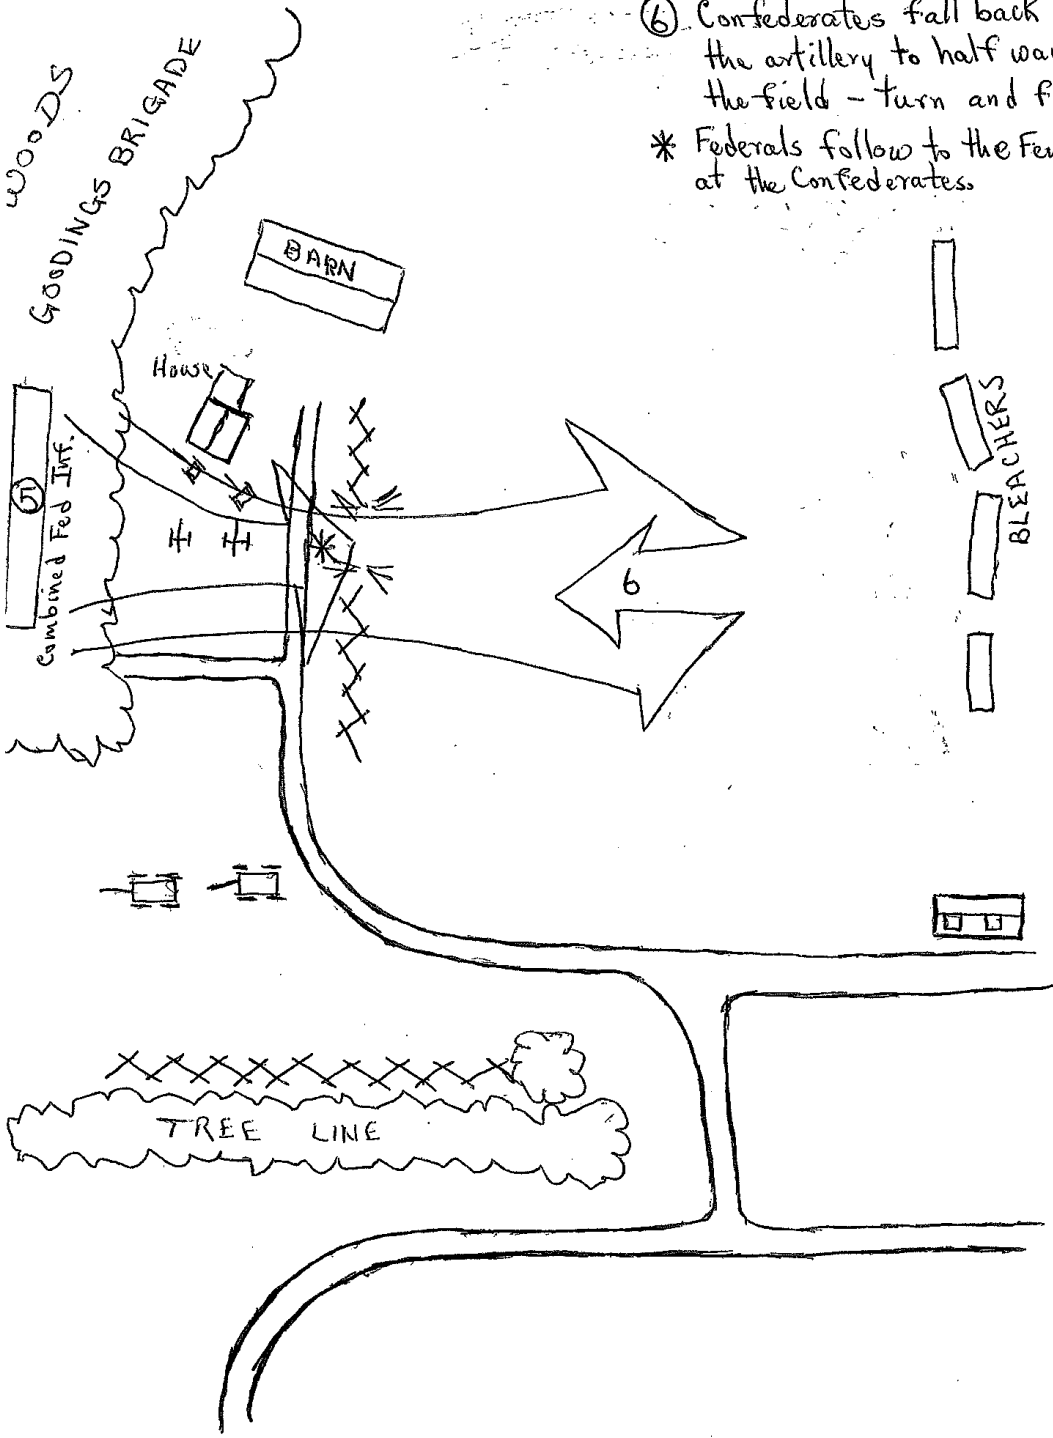 ⑥ Confederates fall back
the artillery to half wa
the field - turn and f
* Federals follow to the Fe
at the Confederates.
WOODS
GOODINGS BRIGADE
BARN
House
Combined Fed Inf.
5
*
6
BLEACHERS
TREE LINE